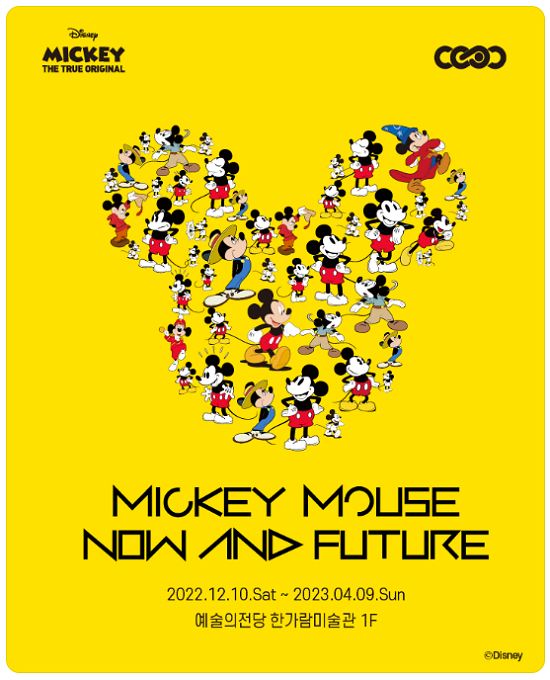 Disney
MICKEY
THE TRUE ORIGINAL
MICKEY MOUSE
NOW AND FUTURE
2022.12.10.Sat ~ 2023.04.09.Sun
예술의전당 한가람미술관 1F
©Disney